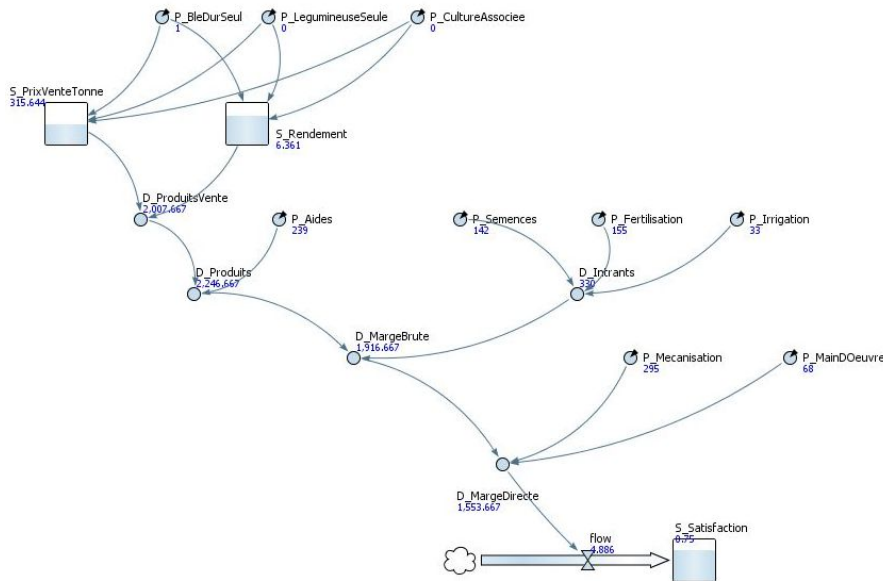 P_BleDurSeul
1
P_LegumineuseSeule
0
P_CultureAssociee
0
S_PrixVenteTonne
315.644
S_Rendement
6.361
D_ProduitsVente
2,007.667
P_Aides
239
P_Semences
142
P_Fertilisation
155
P_Irrigation
33
D_Produits
2,246.667
D_Intrants
330
D_MargeBrute
1,916.667
P_Mecanisation
295
P_MainDOeuvre
68
D_MargeDirecte
1,553.667
flow
4.886
S_Satisfaction
0.75